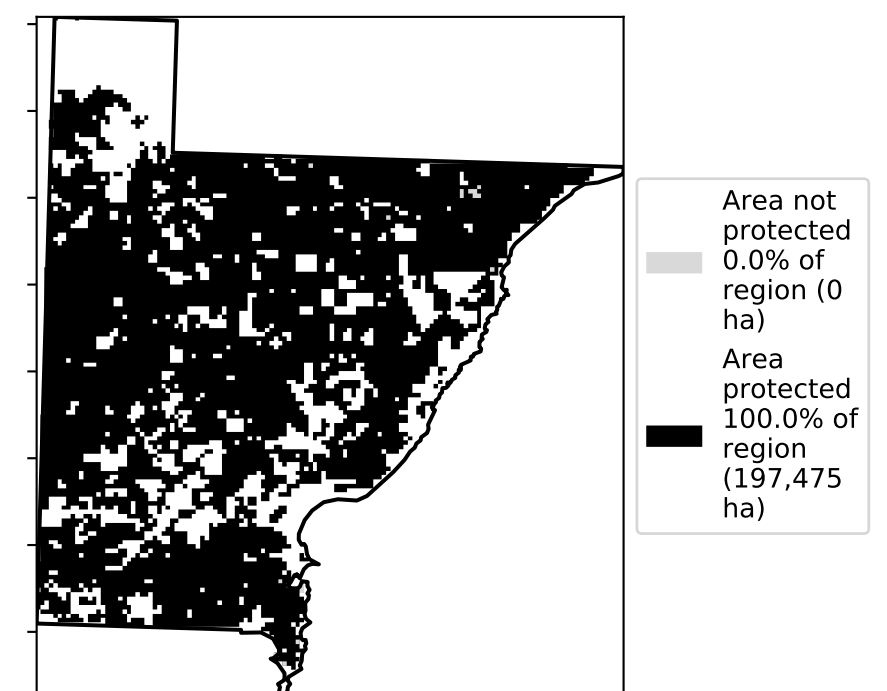 Area not
protected
0.0% of
region (0
ha)
Area
protected
100.0% of
region
(197,475
ha)